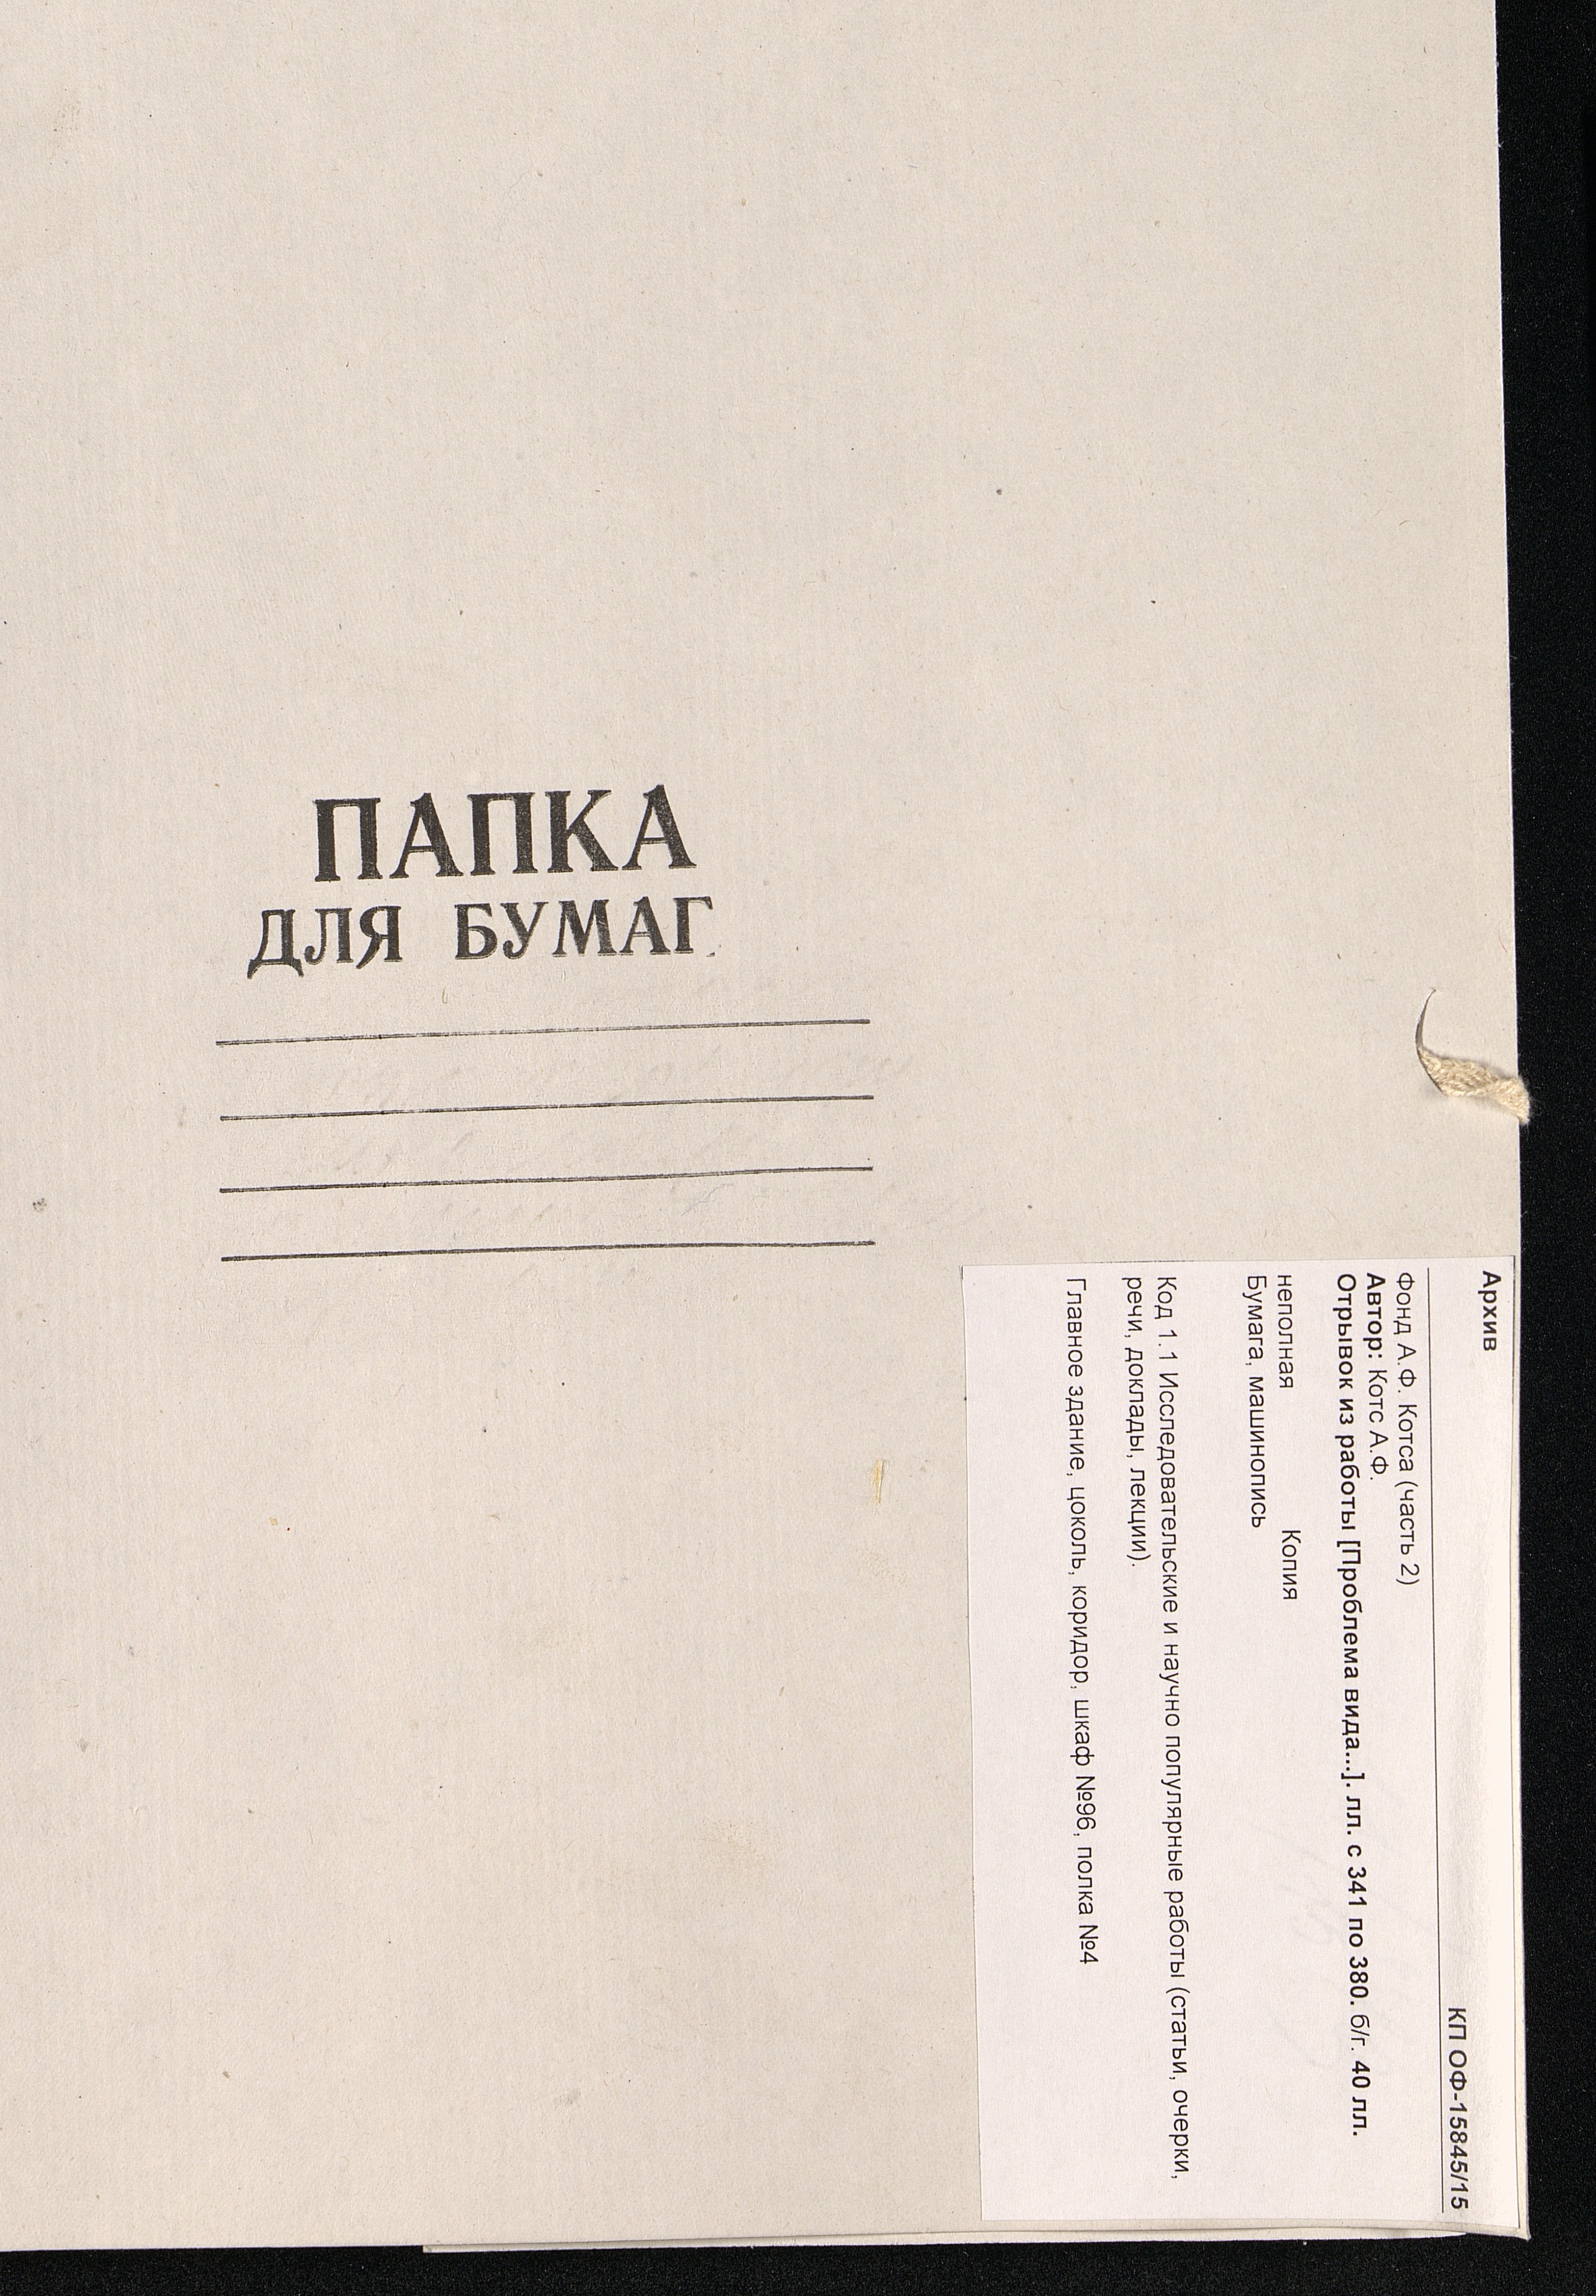 ПАПКА
ДЛЯ БУМАГ
Архив
КП ОФ-15845/15
Фонд А.Ф. Котса (часть 2)
Автор: Котс А.Ф.
Отрывок из работы [Проблема вида...]. лл. с 341 по 380. б/г. 40 лл.
неполная Копия
Бумага, машинопись
Код 1.1 Исследовательские и научно популярные работы (статьи, очерки,
речи, доклады, лекции).
Главное здание, цоколь, коридор, шкаф №96, полка №4